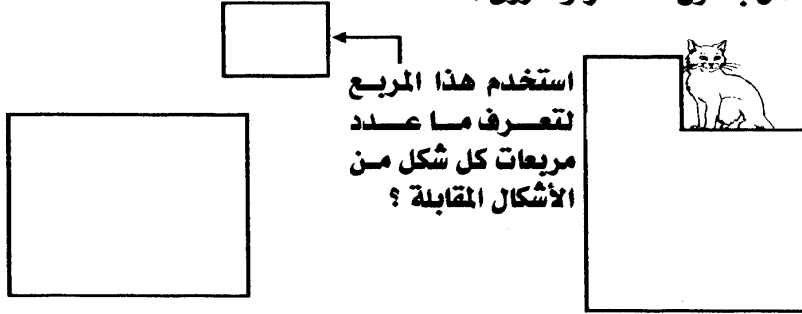 استخدم هذا المربع
لتعرف ما عدد
مربعات كل شكل من
الأشكال المقابلة ؟